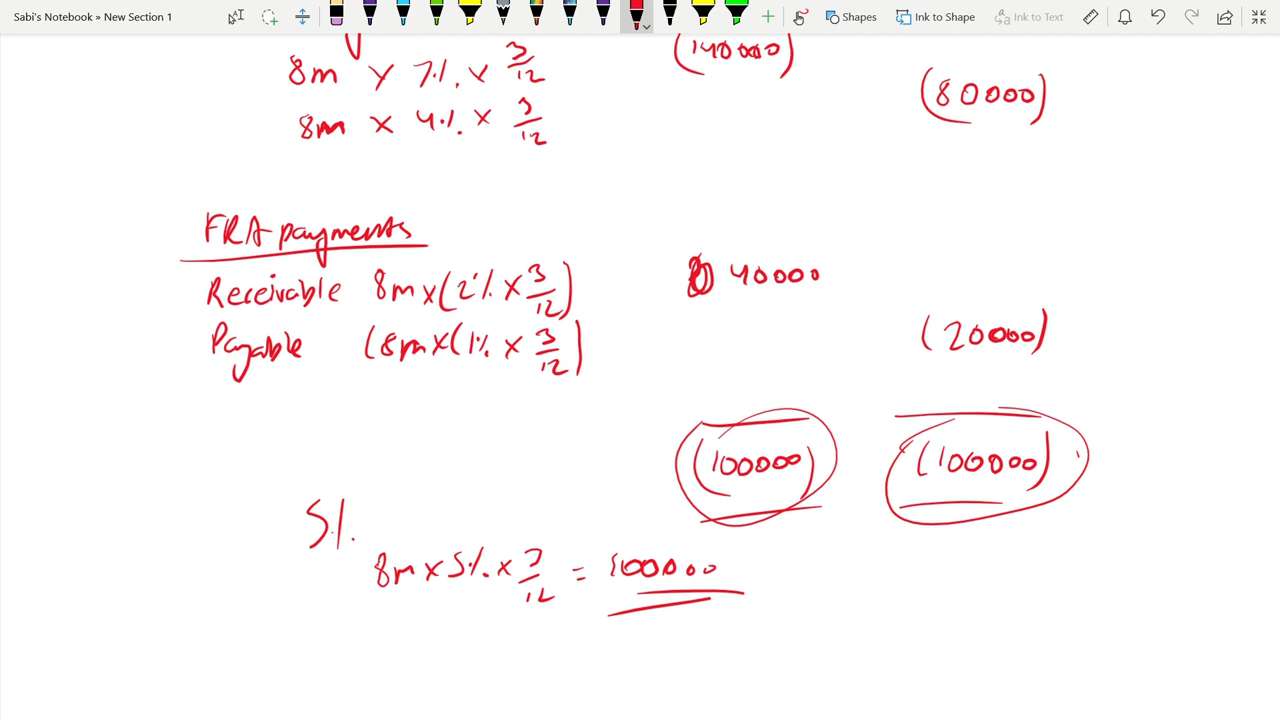 Sabi's Notebook » New Section 1
Shapes Ink to Shape Ink to Text
8m x 7% x 3/12 (140000)
8m x 4% x 3/12 (80000)
FRA payments
Receivable 8m x (2% x 3/12) 40000
Payable (8m x (1% x 3/12) (20000)
(100000) (100000)
5%
8m x 5% x 3/12 = 100000